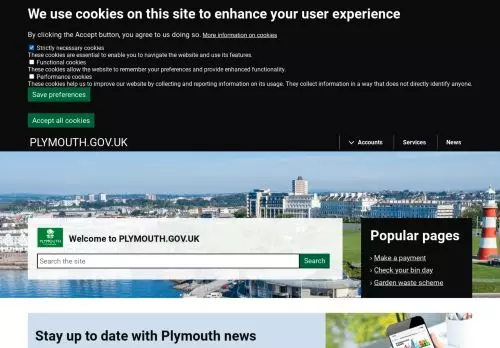 We use cookies on this site to enhance your user experience
By clicking the Accept button, you agree to us doing so. More information on cookies
Strictly necessary cookies
These cookies are essential to enable you to navigate the website and use its features.
Functional cookies
These cookies allow the website to remember your preferences and provide enhanced functionality.
Performance cookies
These cookies help us to improve our website by collecting and reporting information on its usage. They collect information in a way that does not directly identify anyone.
Save preferences
Accept all cookies
PLYMOUTH.GOV.UK
Accounts
Services
News
PLYMOUTH
Welcome to PLYMOUTH.GOV.UK
Search the site
Search
Popular pages
Make a payment
Check your bin day
Garden waste scheme
Stay up to date with Plymouth news